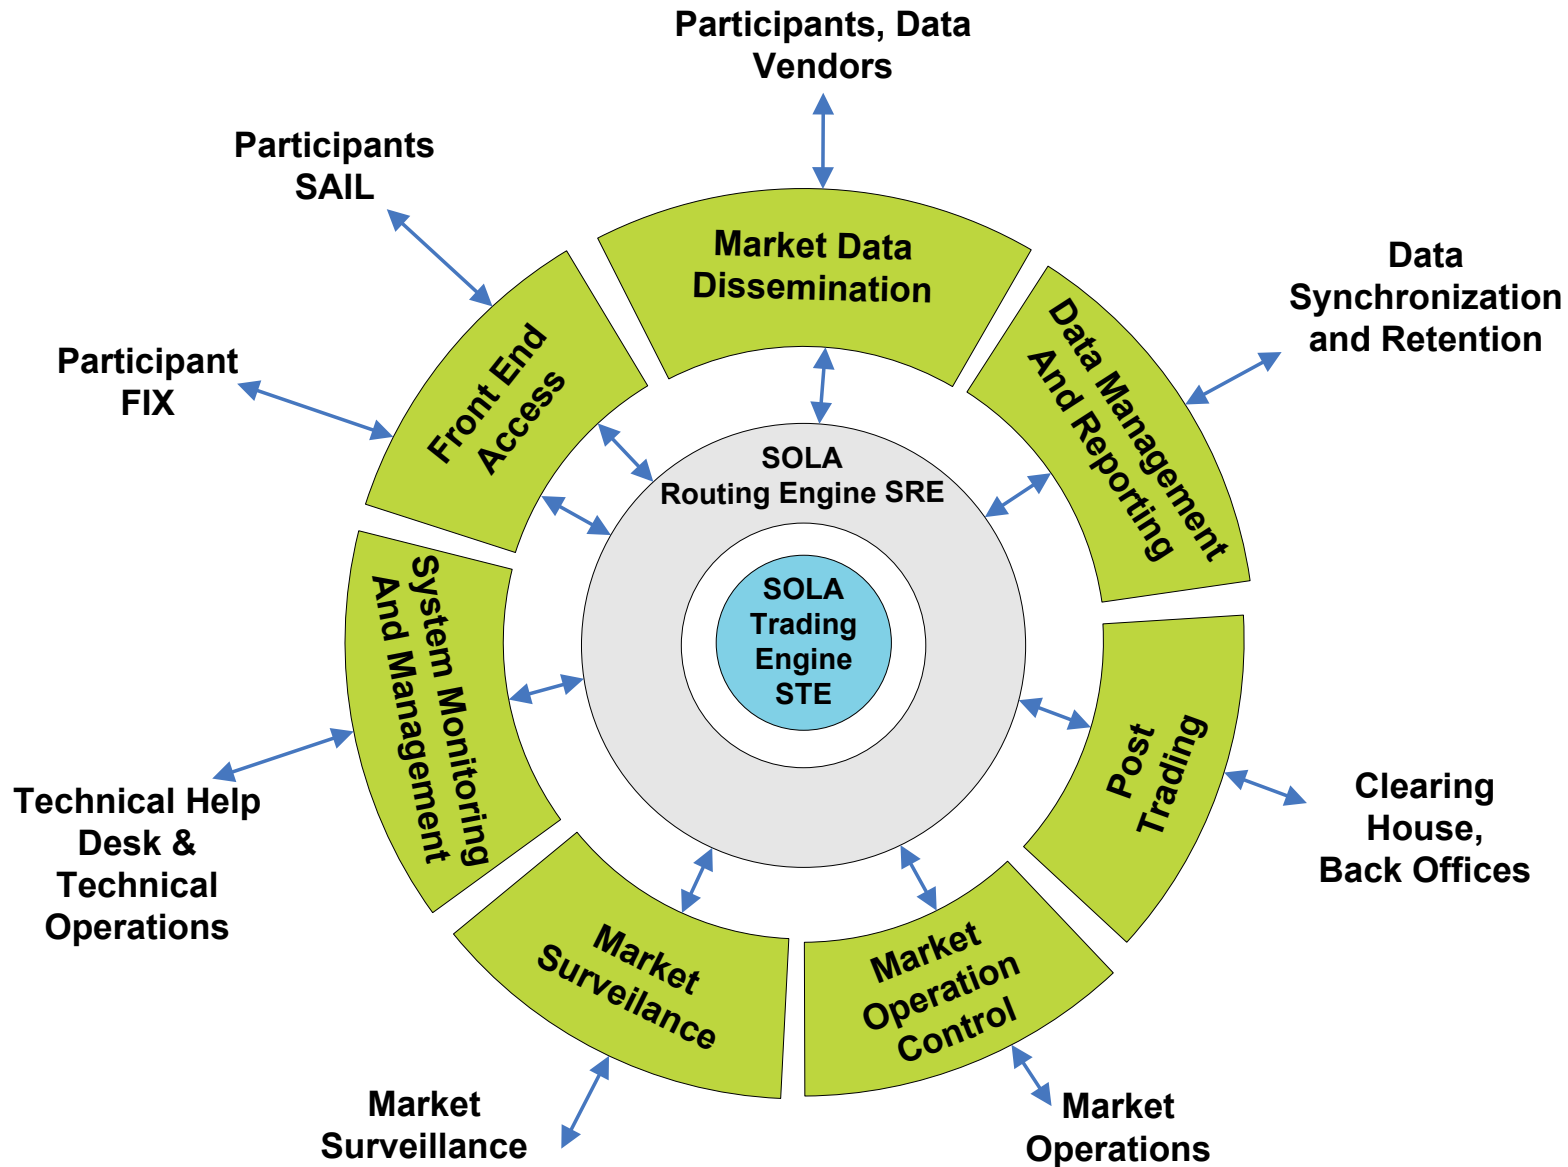 Participants, Data
Vendors
Participants
SAIL
Participant
FIX
Data
Synchronization
and Retention
Market Data
Dissemination
Front End
Access
Data Management
And Reporting
SOLA
Routing Engine SRE
SOLA
Trading
Engine
STE
System Monitoring
And Management
Post
Trading
Technical Help
Desk &
Technical
Operations
Clearing
House,
Back Offices
Market
Surveilance
Market
Operation
Control
Market
Surveillance
Market
Operations